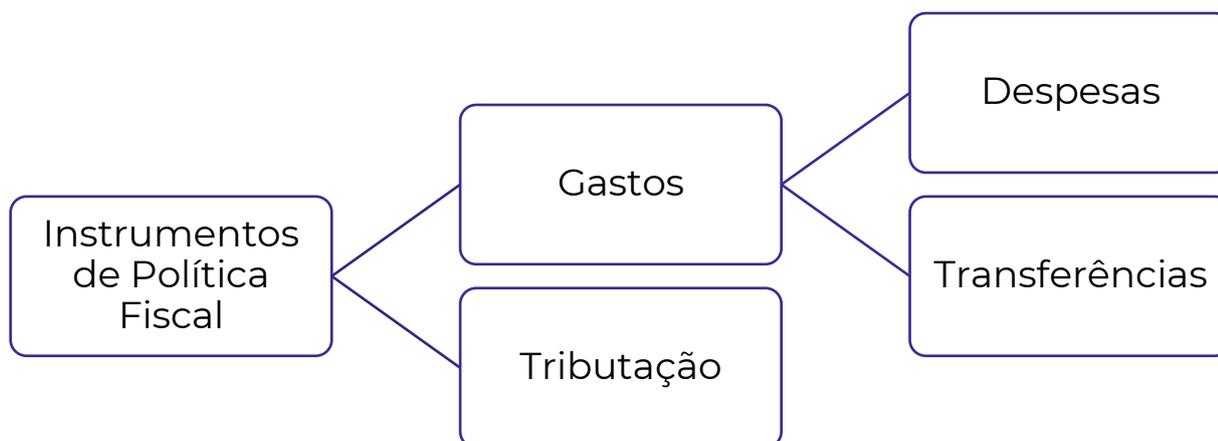 Despesas
Gastos
Instrumentos
de Política
Fiscal
Transferências
Tributação